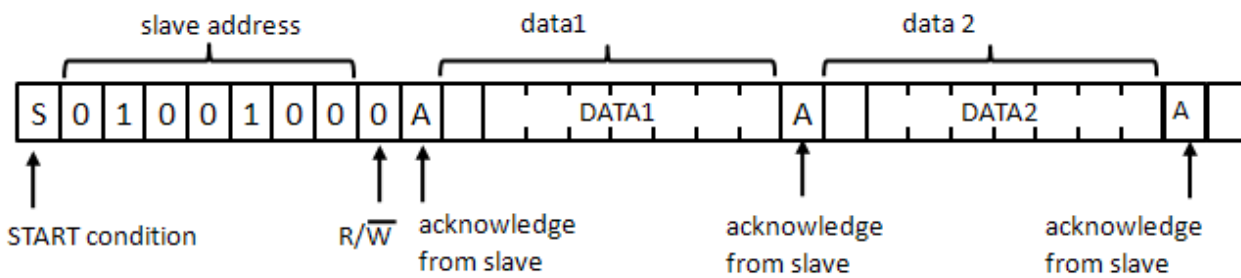 slave address data1 data 2
S 0 1 0 0 1 0 0 0 A DATA1 A DATA2 A
START condition R/W̅ acknowledge from slave acknowledge from slave acknowledge from slave